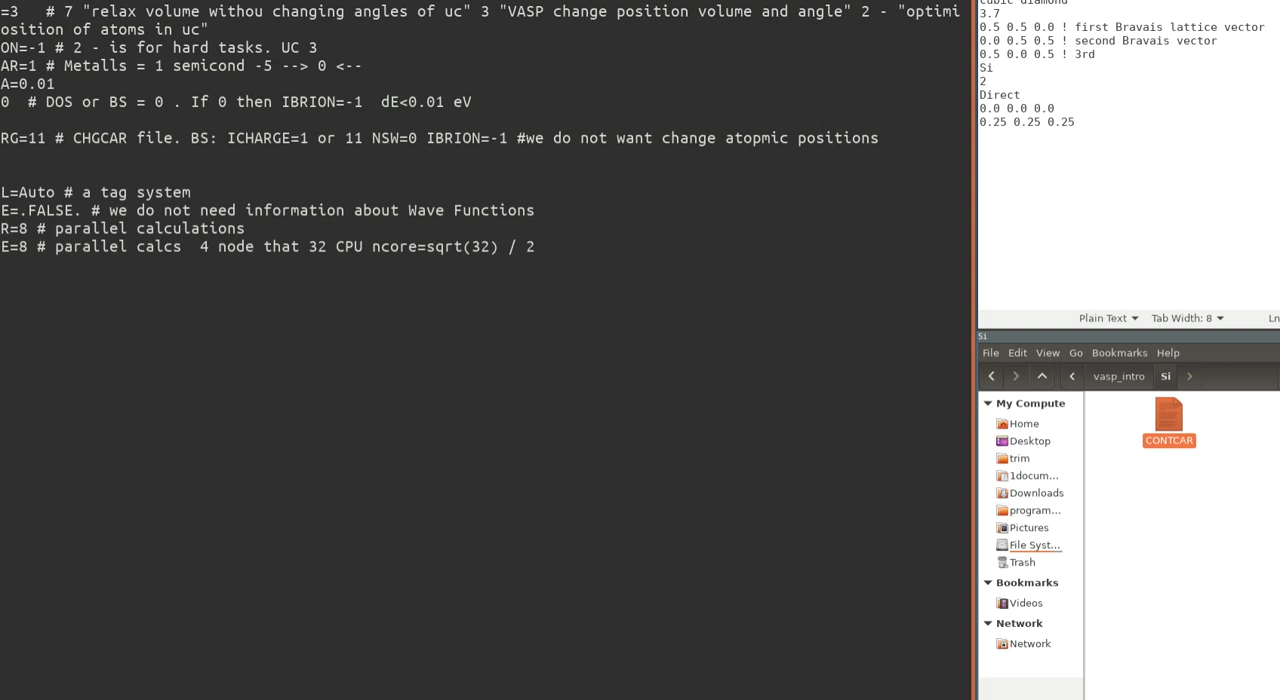 =3   # 7 "relax volume withou changing angles of uc" 3 "VASP change position volume and angle" 2 - "optimi
osition of atoms in uc"
ON=-1 # 2 - is for hard tasks. UC 3
AR=1 # Metalls = 1 semicond -5 --> 0 <--
A=0.01
0  # DOS or BS = 0 . If 0 then IBRION=-1  dE<0.01 eV
RG=11 # CHGCAR file. BS: ICHARGE=1 or 11 NSW=0 IBRION=-1 #we do not want change atopmic positions
L=Auto # a tag system
E=.FALSE. # we do not need information about Wave Functions
R=8 # parallel calculations
E=8 # parallel calcs  4 node that 32 CPU ncore=sqrt(32) / 2
cubic diamond
3.7
0.5 0.5 0.0 ! first Bravais lattice vector
0.0 0.5 0.5 ! second Bravais vector
0.5 0.0 0.5 ! 3rd
Si
2
Direct
0.0 0.0 0.0
0.25 0.25 0.25
Plain Text Tab Width: 8 Ln
Si
File Edit View Go Bookmarks Help
vasp_intro Si
My Compute
Home
Desktop
trim
1docum...
Downloads
program...
Pictures
File Syst...
Trash
Bookmarks
Videos
Network
Network
CONTCAR